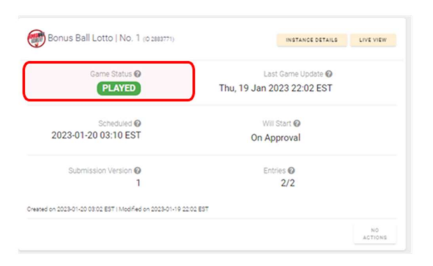 Bonus Ball Lotto | No. 1
INSTANCE DETAILS
LIVE VIEW
Game Status
PLAYED
Last Game Update
Thu, 19 Jan 2023 22:02 EST
Scheduled
2023-01-20 03:10 EST
Will Start
On Approval
Submission Version
1
Entries
2/2
Created on 2023-01-20 03:02 EST | Modified on 2023-01-19 22:02 EST
NO
ACTIONS